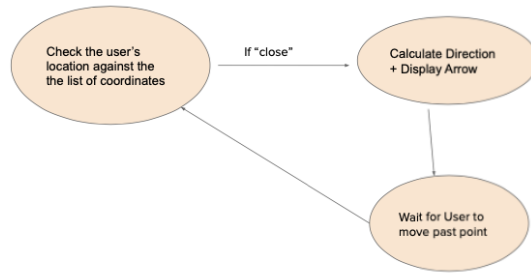 Check the user's
location against the
the list of coordinates
If "close"
Calculate Direction
+ Display Arrow
Wait for User to
move past point